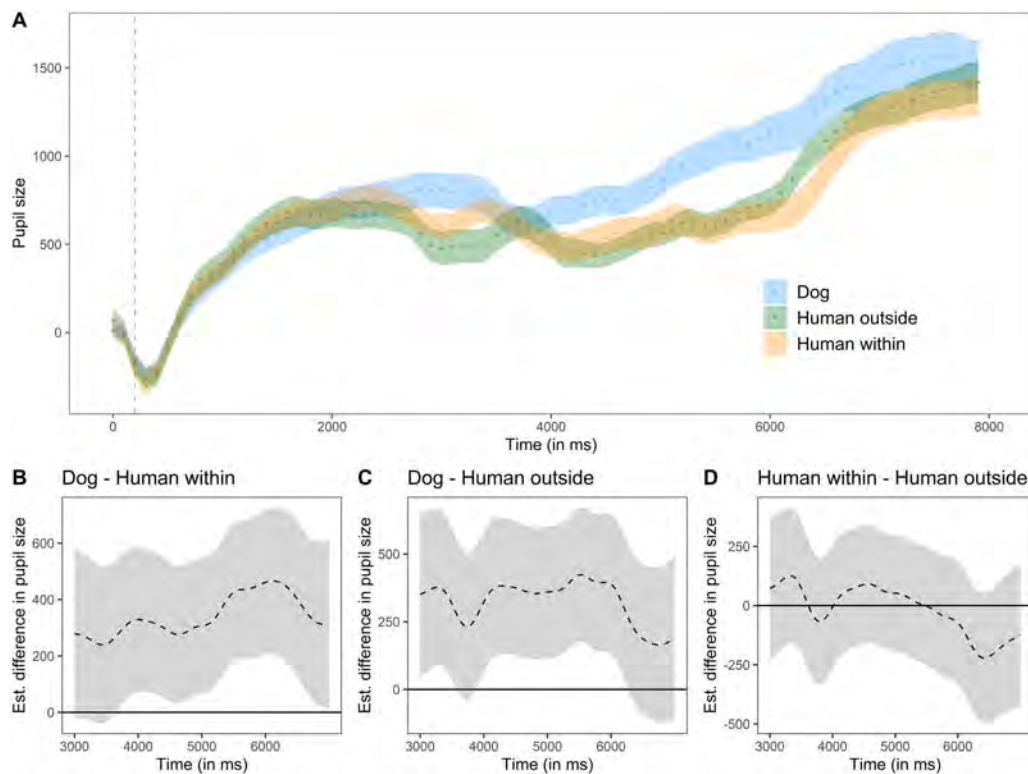 A
Pupil size
1500
1000
500
0
Dog
Human outside
Human within
0 2000 4000 6000 8000
Time (in ms)
B Dog - Human within
Est. difference in pupil size
600
400
200
0
3000 4000 5000 6000
Time (in ms)
C Dog - Human outside
Est. difference in pupil size
500
250
0
3000 4000 5000 6000
Time (in ms)
D Human within - Human outside
Est. difference in pupil size
250
0
-250
-500
3000 4000 5000 6000
Time (in ms)